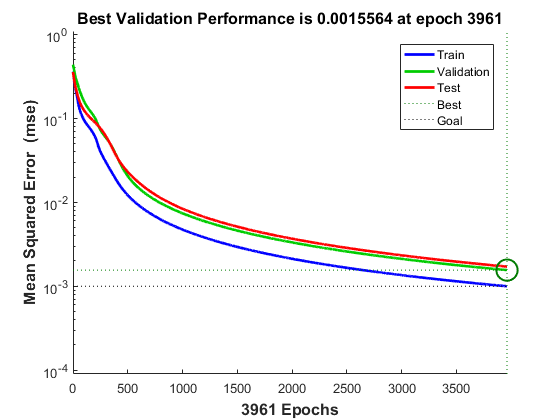 Best Validation Performance is 0.0015564 at epoch 3961
Mean Squared Error  (mse)
10^0
10^-1
10^-2
10^-3
10^-4
Train
Validation
Test
Best
Goal
0 500 1000 1500 2000 2500 3000 3500
3961 Epochs